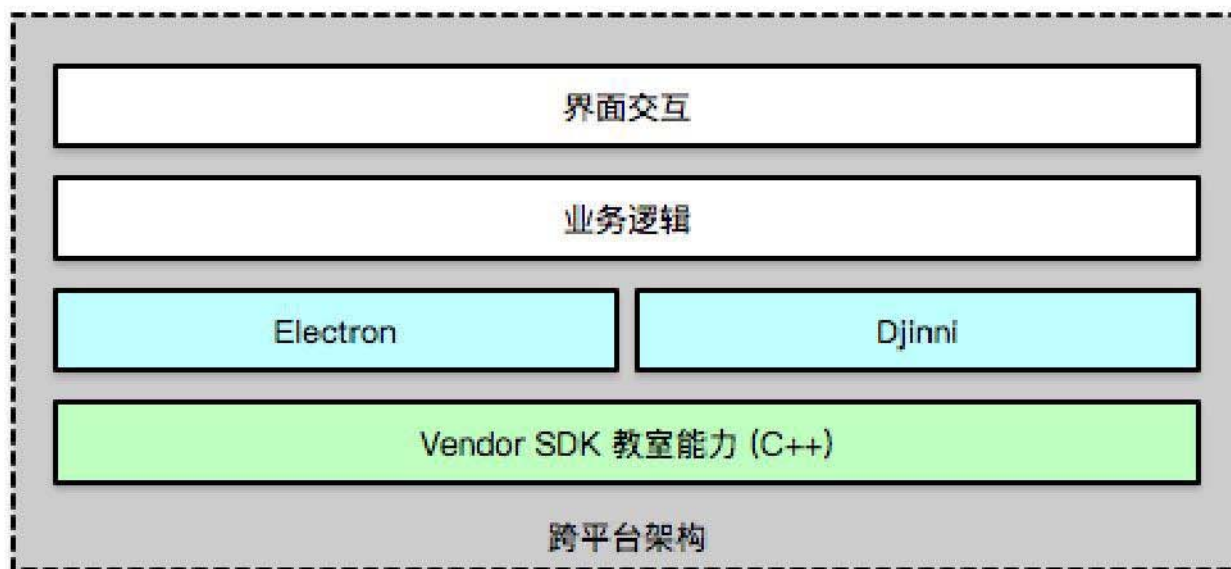 界面交互
业务逻辑
Electron
Djinni
Vendor SDK 教室能力 (C++)
跨平台架构